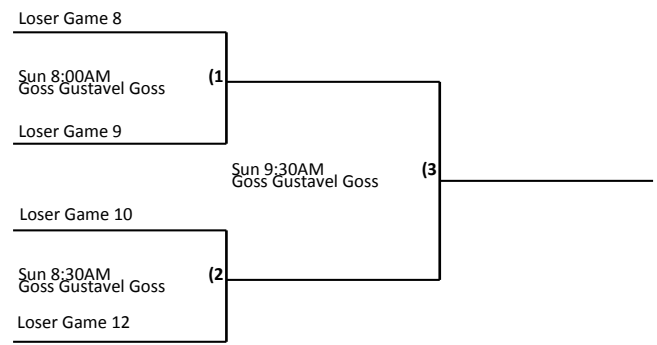 Loser Game 8
Sun 8:00AM (1
Goss Gustavel Goss
Loser Game 9
Sun 9:30AM (3
Goss Gustavel Goss
Loser Game 10
Sun 8:30AM (2
Goss Gustavel Goss
Loser Game 12